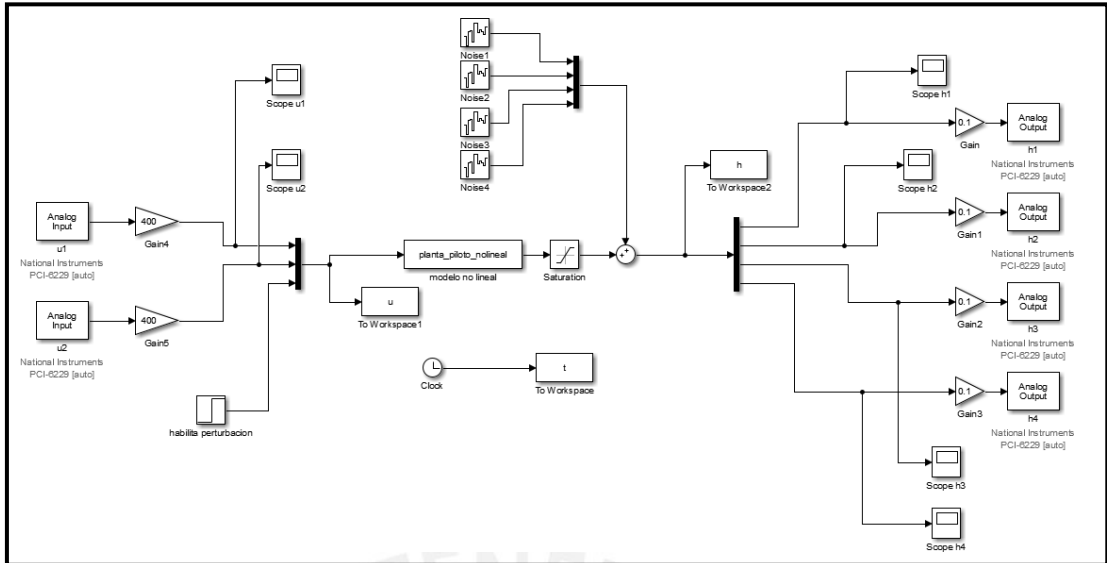 Noise1
Noise2
Noise3
Noise4
Scope u1
Scope u2
Analog
Input
u1
National Instruments
PCI-6229 [auto]
400
Gain4
Analog
Input
u2
National Instruments
PCI-6229 [auto]
400
Gain5
habilita perturbacion
planta_piloto_nolineal
modelo no lineal
Saturation
u
To Workspace1
Clock
t
To Workspace
h
To Workspace2
Scope h1
0.1
Gain
Analog
Output
h1
National Instruments
PCI-6229 [auto]
Scope h2
0.1
Gain1
Analog
Output
h2
National Instruments
PCI-6229 [auto]
0.1
Gain2
Analog
Output
h3
National Instruments
PCI-6229 [auto]
0.1
Gain3
Analog
Output
h4
National Instruments
PCI-6229 [auto]
Scope h3
Scope h4